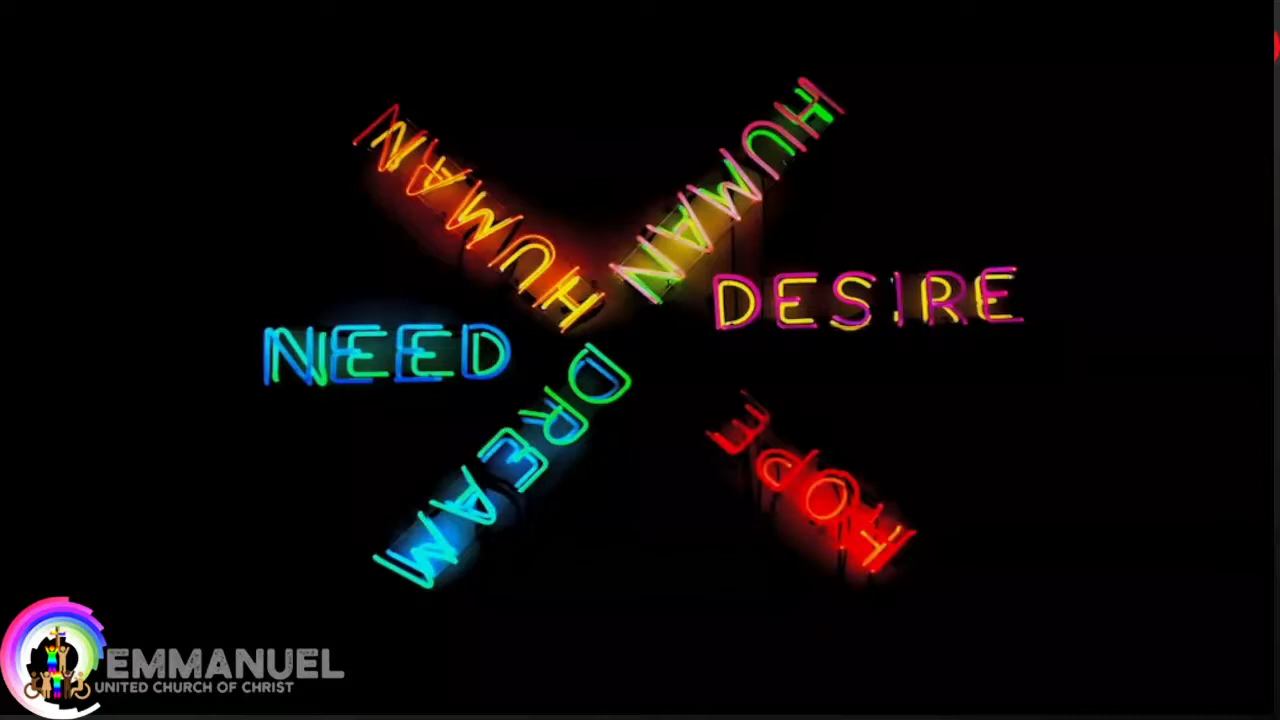 HUMAN
HUMAN
DESIRE
NEED
DREAM
HOPE
EMMANUEL
UNITED CHURCH OF CHRIST